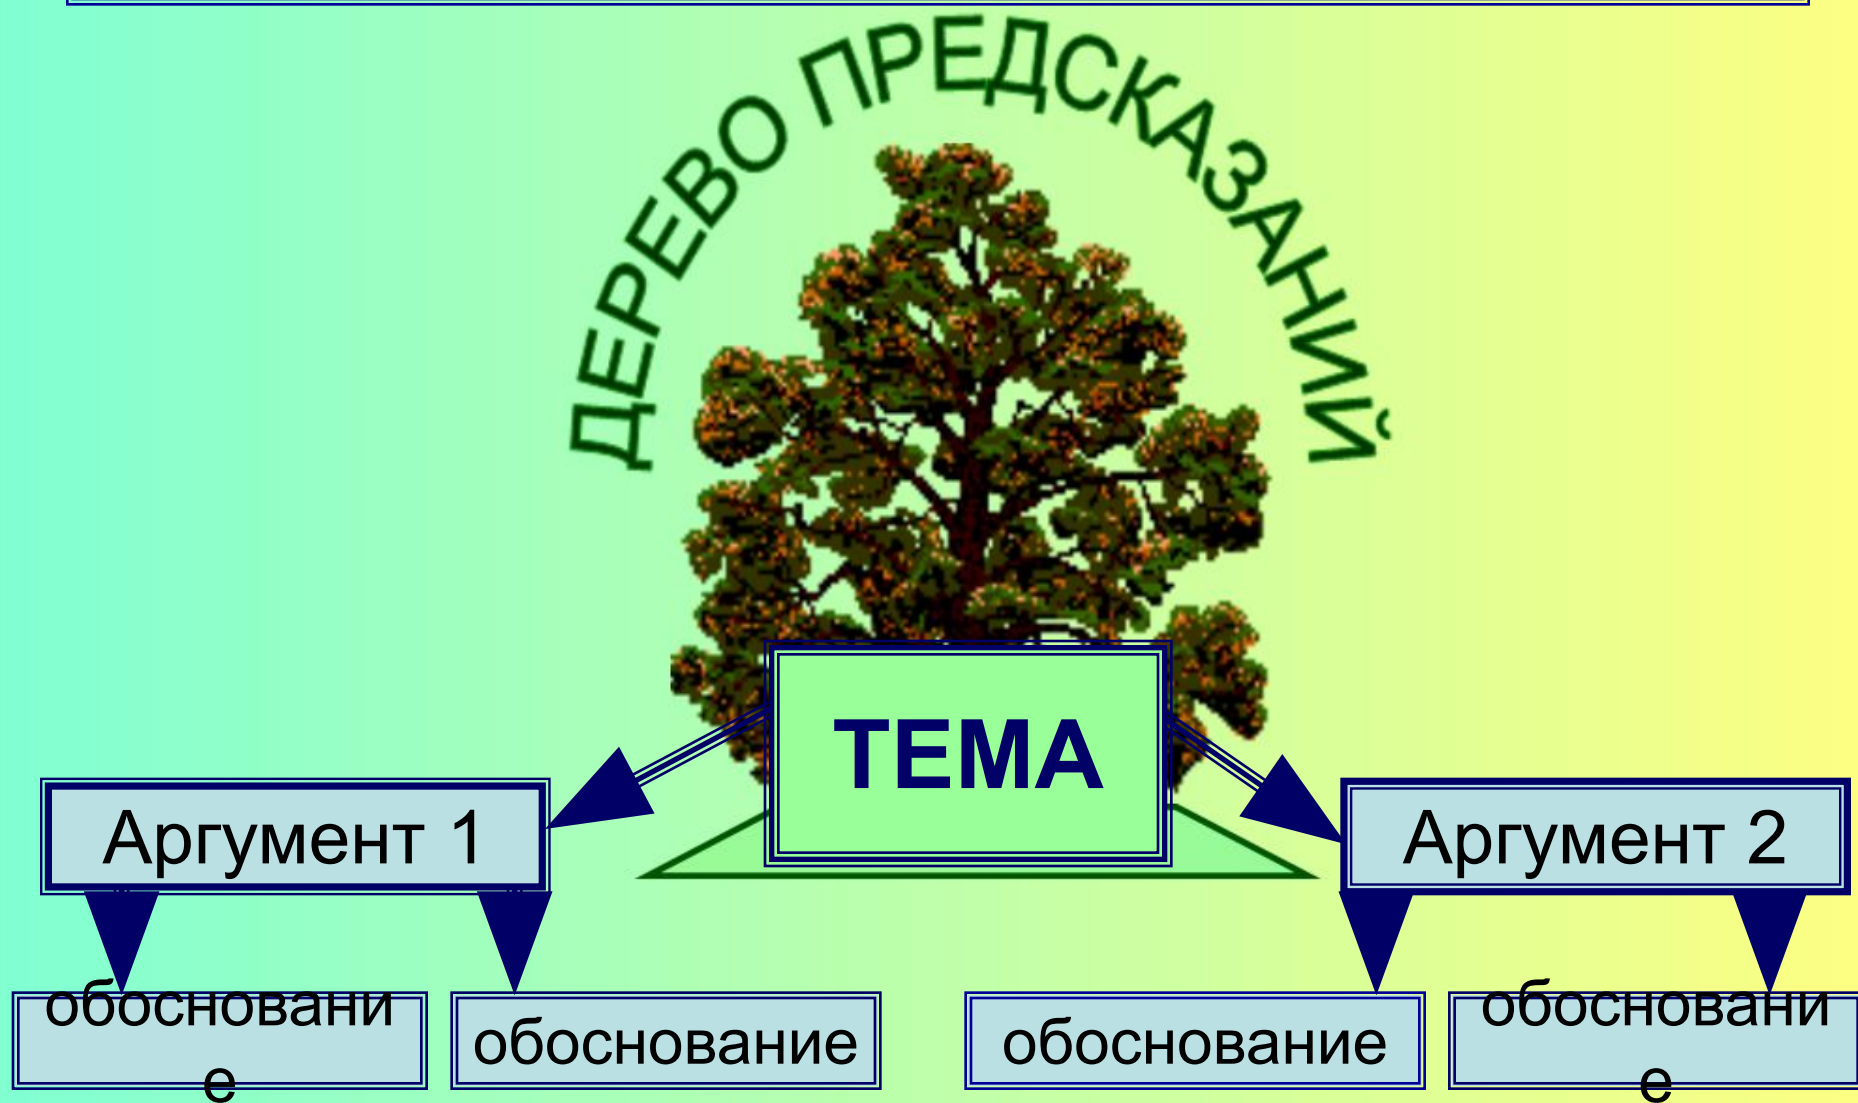 ДЕРЕВО ПРЕДСКАЗАНИЙ
ТЕМА
Аргумент 1
Аргумент 2
обосновани
е
обоснование
обоснование
обосновани
е